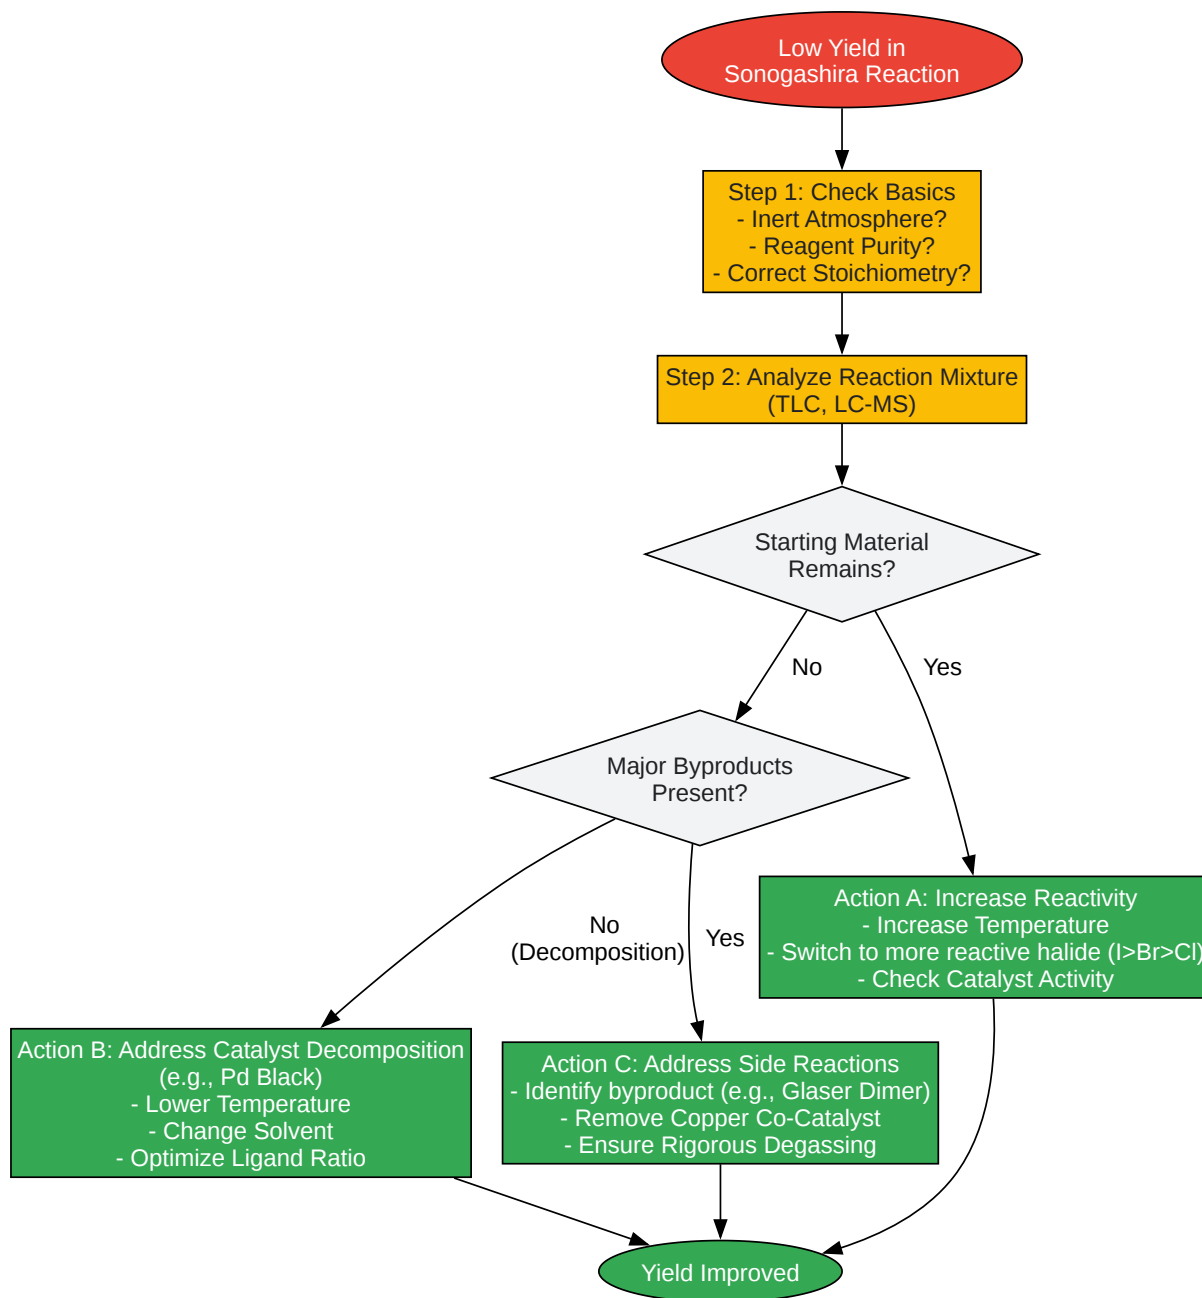 Low Yield in
Sonogashira Reaction
Step 1: Check Basics
- Inert Atmosphere?
- Reagent Purity?
- Correct Stoichiometry?
Step 2: Analyze Reaction Mixture
(TLC, LC-MS)
Starting Material
Remains?
No
Yes
Major Byproducts
Present?
No
(Decomposition)
Yes
Action A: Increase Reactivity
- Increase Temperature
- Switch to more reactive halide (I>Br>Cl)
- Check Catalyst Activity
Action B: Address Catalyst Decomposition
(e.g., Pd Black)
- Lower Temperature
- Change Solvent
- Optimize Ligand Ratio
Action C: Address Side Reactions
- Identify byproduct (e.g., Glaser Dimer)
- Remove Copper Co-Catalyst
- Ensure Rigorous Degassing
Yield Improved